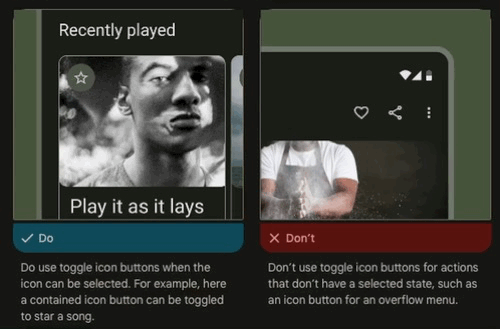 Recently played
Play it as it lays
Do
Do use toggle icon buttons when the
icon can be selected. For example, here
a contained icon button can be toggled
to star a song.
Don't
Don't use toggle icon buttons for actions
that don't have a selected state, such as
an icon button for an overflow menu.